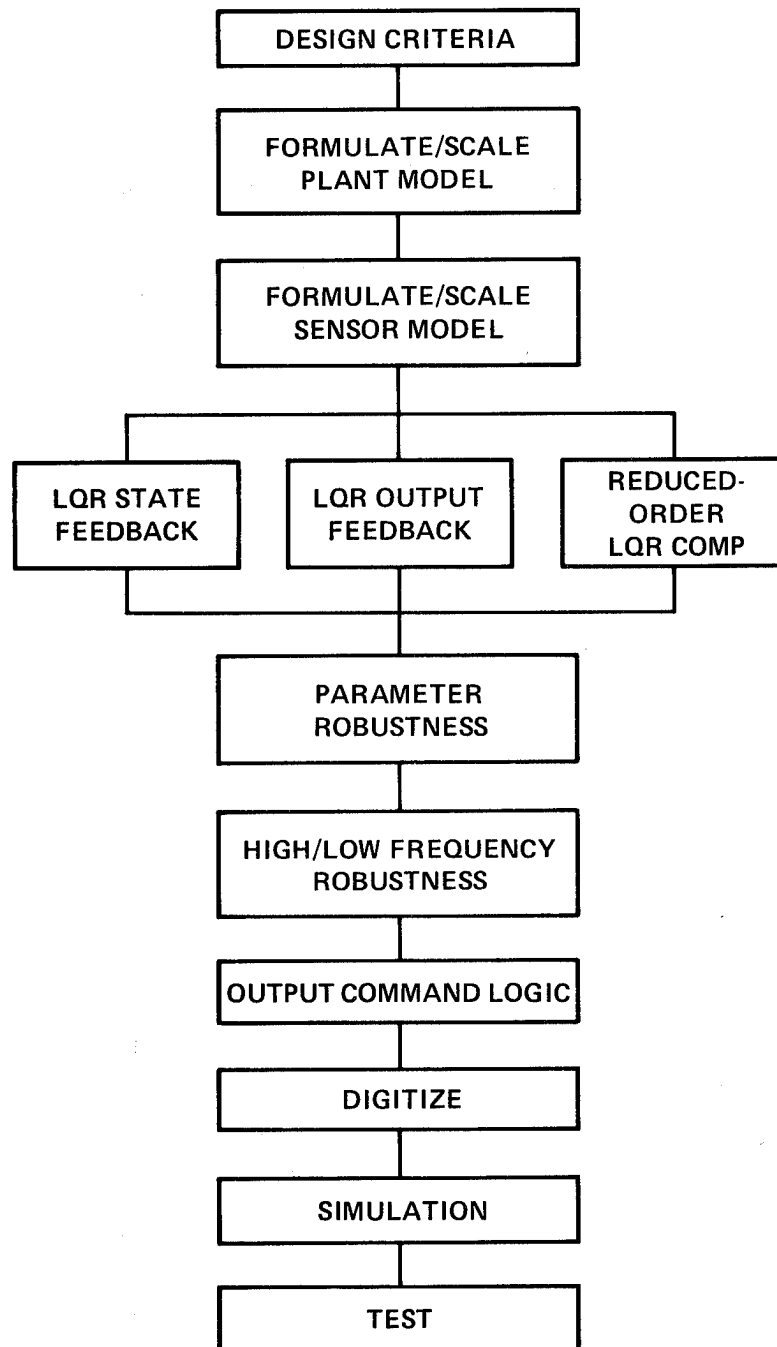 DESIGN CRITERIA
FORMULATE/SCALE
PLANT MODEL
FORMULATE/SCALE
SENSOR MODEL
LQR STATE
FEEDBACK
LQR OUTPUT
FEEDBACK
REDUCED-
ORDER
LQR COMP
PARAMETER
ROBUSTNESS
HIGH/LOW FREQUENCY
ROBUSTNESS
OUTPUT COMMAND LOGIC
DIGITIZE
SIMULATION
TEST